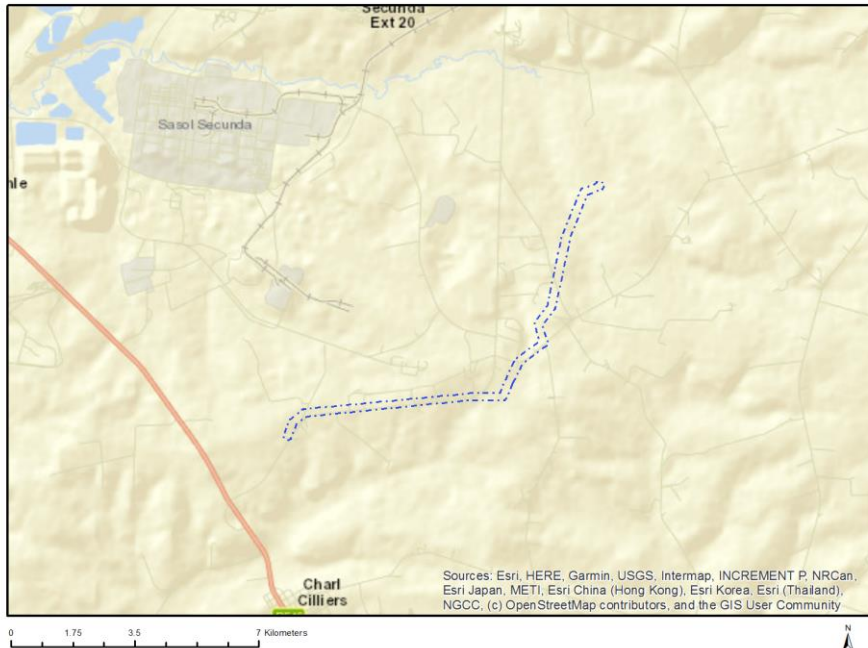 Secunda
Ext 20
Sasol Secunda
nle
Charl
Cilliers
Sources: Esri, HERE, Garmin, USGS, Intermap, INCREMENT P, NRCan,
Esri Japan, METI, Esri China (Hong Kong), Esri Korea, Esri (Thailand),
NGCC, (c) OpenStreetMap contributors, and the GIS User Community
0 1.75 3.5 7 Kilometers
N